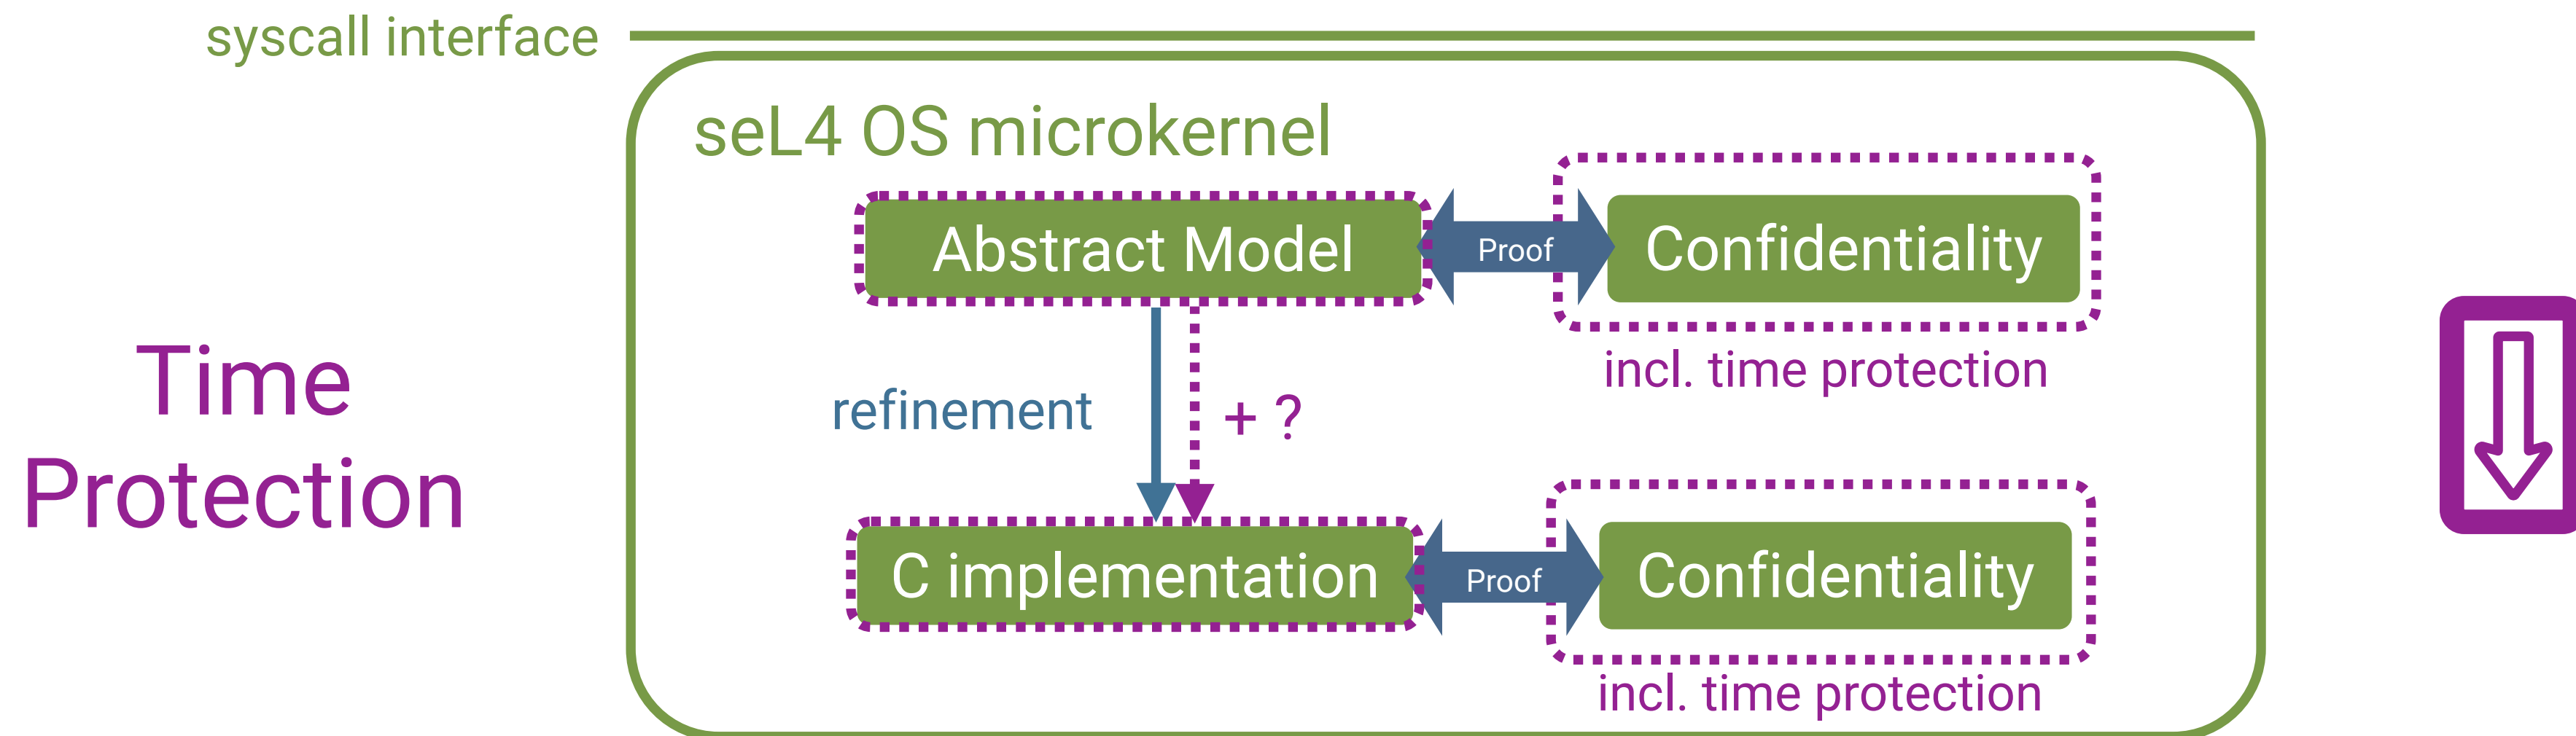 syscall interface
seL4 OS microkernel
Abstract Model
Proof
Confidentiality
incl. time protection
Time
Protection
refinement
+ ?
C implementation
Proof
Confidentiality
incl. time protection